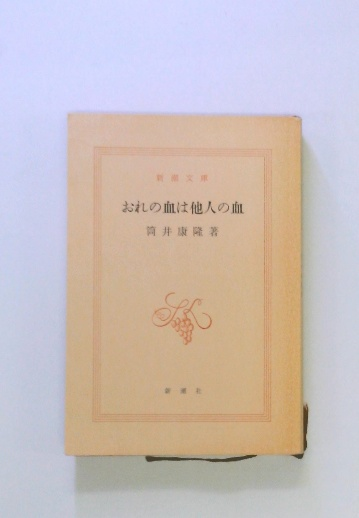 新潮文庫
おれの血は他人の血
筒井康隆著
新潮社